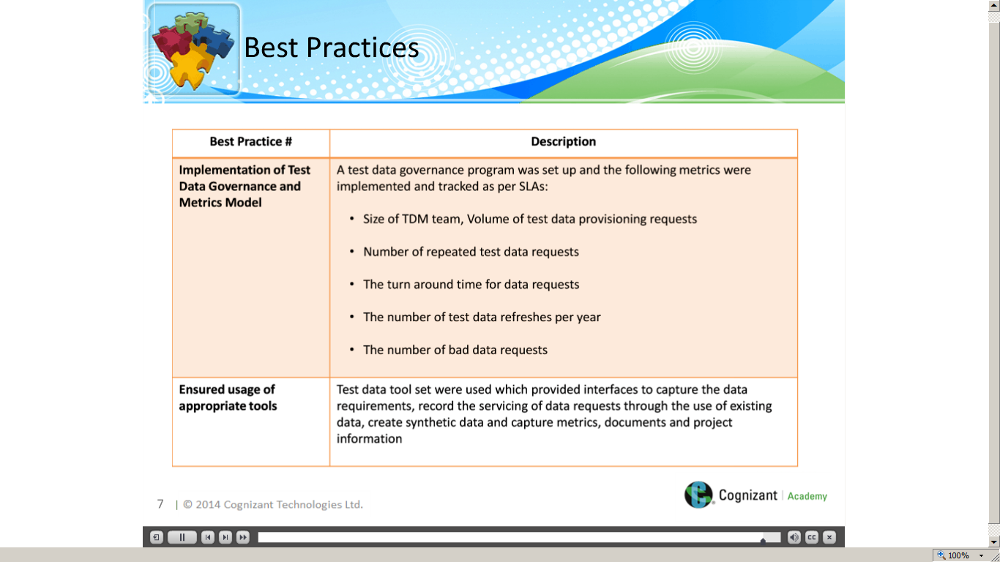 Best Practices
Best Practice #
Description
Implementation of Test
Data Governance and
Metrics Model
A test data governance program was set up and the following metrics were
implemented and tracked as per SLAs:
• Size of TDM team, Volume of test data provisioning requests
• Number of repeated test data requests
• The turn around time for data requests
• The number of test data refreshes per year
• The number of bad data requests
Ensured usage of
appropriate tools
Test data tool set were used which provided interfaces to capture the data
requirements, record the servicing of data requests through the use of existing
data, create synthetic data and capture metrics, documents and project
information
7 | © 2014 Cognizant Technologies Ltd.
Cognizant | Academy
CC
100%